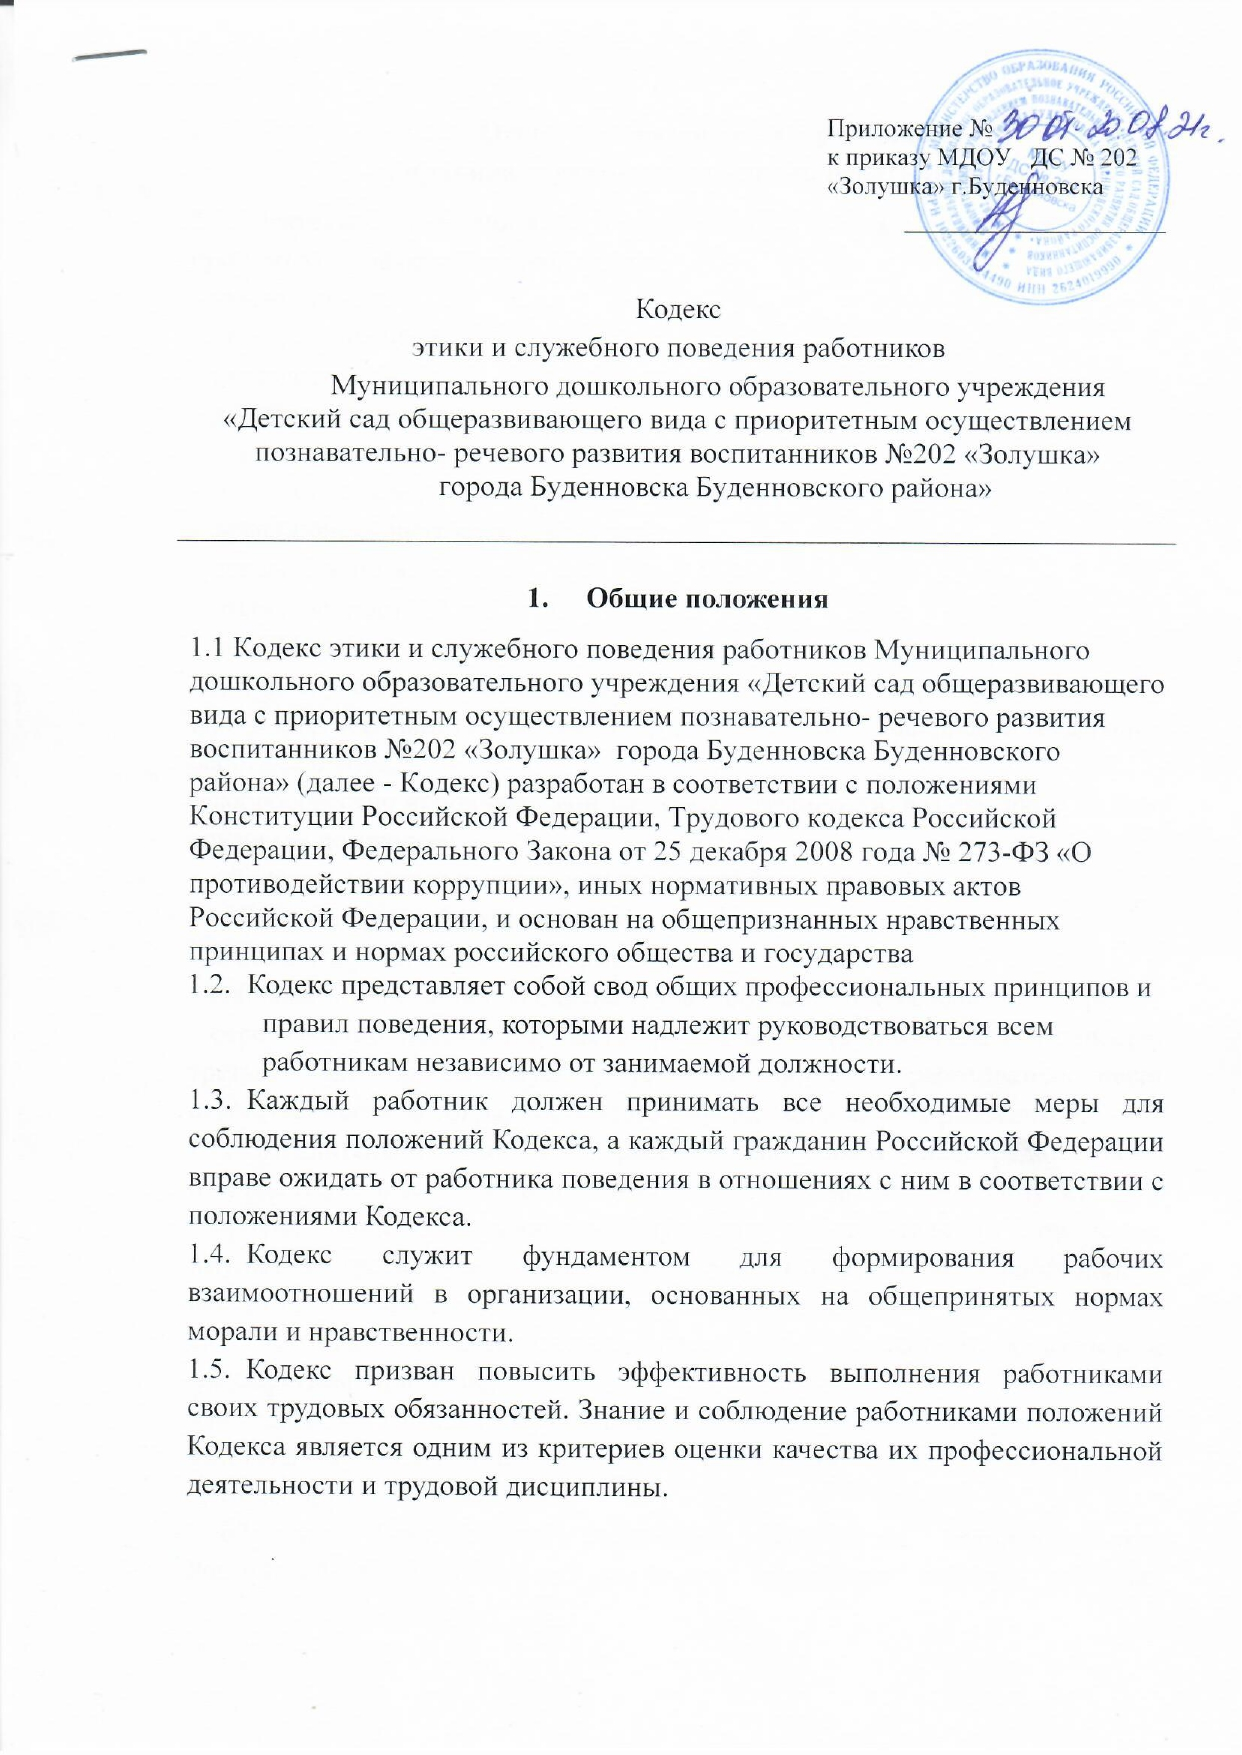 Приложение № 30 от 20.08.21г.
к приказу МДОУ ДС № 202
«Золушка» г.Буденновска
Кодекс
этики и служебного поведения работников
Муниципального дошкольного образовательного учреждения
«Детский сад общеразвивающего вида с приоритетным осуществлением
познавательно- речевого развития воспитанников №202 «Золушка»
города Буденновска Буденновского района»
1. Общие положения
1.1 Кодекс этики и служебного поведения работников Муниципального
дошкольного образовательного учреждения «Детский сад общеразвивающего
вида с приоритетным осуществлением познавательно- речевого развития
воспитанников №202 «Золушка» города Буденновска Буденновского
района» (далее - Кодекс) разработан в соответствии с положениями
Конституции Российской Федерации, Трудового кодекса Российской
Федерации, Федерального Закона от 25 декабря 2008 года № 273-ФЗ «О
противодействии коррупции», иных нормативных правовых актов
Российской Федерации, и основан на общепризнанных нравственных
принципах и нормах российского общества и государства
1.2. Кодекс представляет собой свод общих профессиональных принципов и
правил поведения, которыми надлежит руководствоваться всем
работникам независимо от занимаемой должности.
1.3. Каждый работник должен принимать все необходимые меры для
соблюдения положений Кодекса, а каждый гражданин Российской Федерации
вправе ожидать от работника поведения в отношениях с ним в соответствии с
положениями Кодекса.
1.4. Кодекс служит фундаментом для формирования рабочих
взаимоотношений в организации, основанных на общепринятых нормах
морали и нравственности.
1.5. Кодекс призван повысить эффективность выполнения работниками
своих трудовых обязанностей. Знание и соблюдение работниками положений
Кодекса является одним из критериев оценки качества их профессиональной
деятельности и трудовой дисциплины.